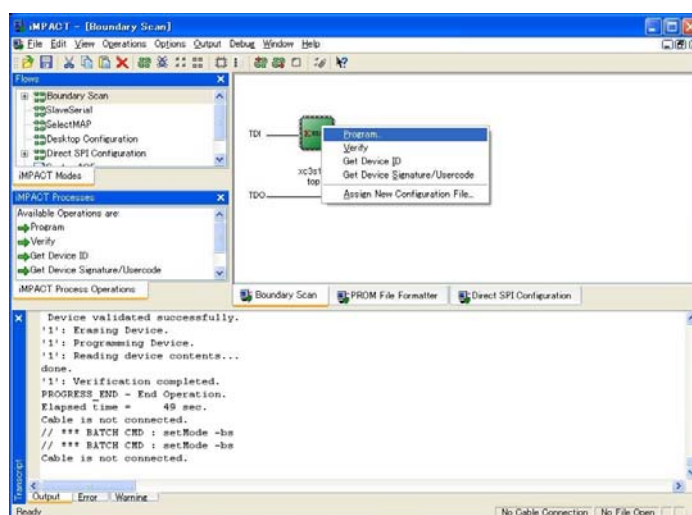 iMPACT - [Boundary Scan]
File Edit View Operations Options Output Debug Window Help
Flows
Boundary Scan
SlaveSerial
SelectMAP
Desktop Configuration
Direct SPI Configuration
iMPACT Modes
iMPACT Processes
Available Operations are:
Program
Verify
Get Device ID
Get Device Signature/Usercode
iMPACT Process Operations
TDI
TDO
xc3s1
top
Program...
Verify
Get Device ID
Get Device Signature/Usercode
Assign New Configuration File...
Boundary Scan
PROM File Formatter
Direct SPI Configuration
Device validated successfully.
'1': Erasing Device.
'1': Programming Device.
'1': Reading device contents...
done.
'1': Verification completed.
PROGRESS_END - End Operation.
Elapsed time = 49 sec.
Cable is not connected.
// *** BATCH CMD : setMode -bs
// *** BATCH CMD : setMode -bs
Cable is not connected.
Transcript
Output Error Warning
Ready
No Cable Connection No File Open